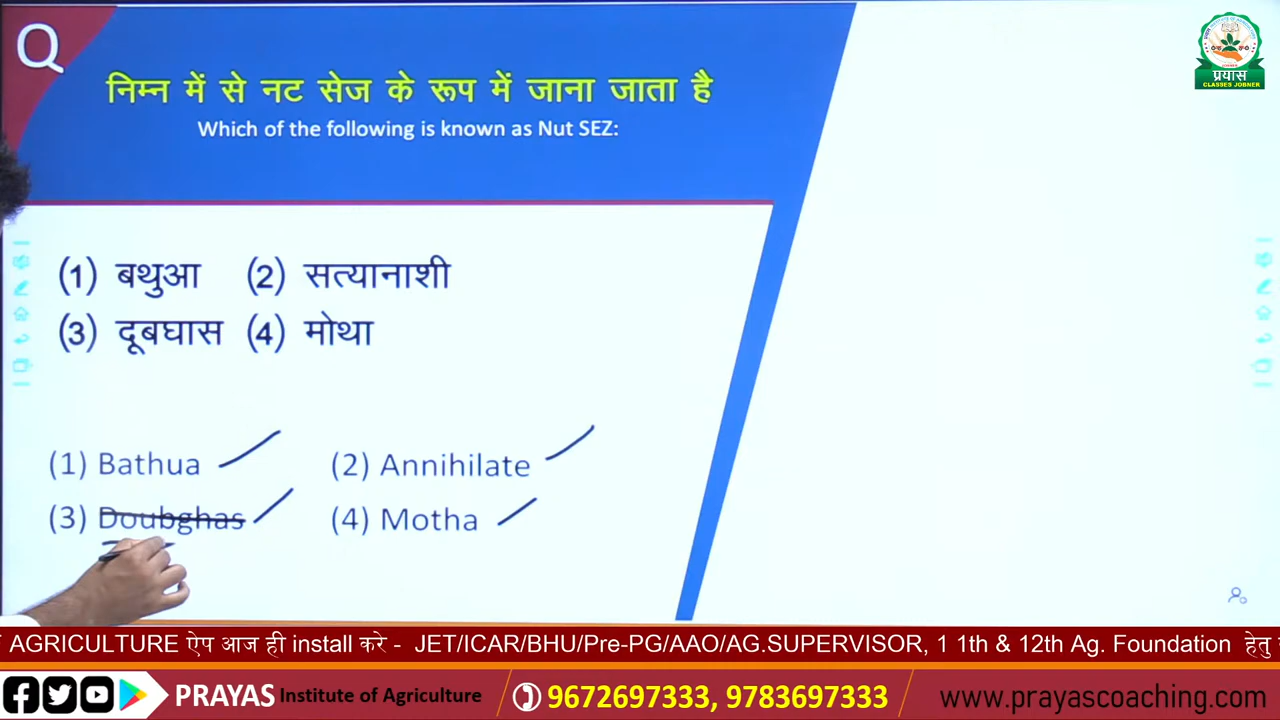 Q
निम्न में से नट सेज के रूप में जाना जाता है
Which of the following is known as Nut SEZ:
प्रयास
CLASSES JOBNER
(1) बथुआ (2) सत्यानाशी
(3) दूबघास (4) मोथा
(1) Bathua (2) Annihilate
(3) Doubghas (4) Motha
AGRICULTURE ऐप आज ही install करे - JET/ICAR/BHU/Pre-PG/AAO/AG.SUPERVISOR, 1 1th & 12th Ag. Foundation हेतु
PRAYAS Institute of Agriculture 9672697333, 9783697333 www.prayascoaching.com